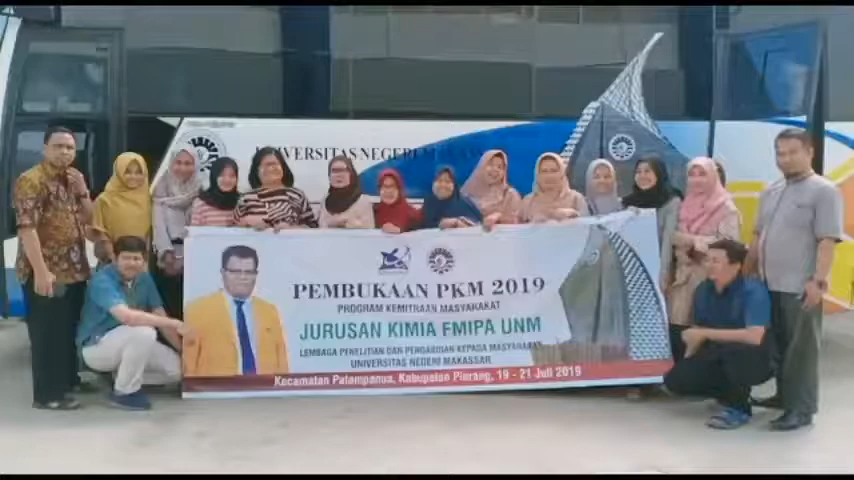 UNIVERSITAS NEGERI
PEMBUKAAN PKM 2019
PROGRAM KEMITRAAN MASYARAKAT
JURUSAN KIMIA FMIPA UNM
LEMBAGA PENELITIAN DAN PENGABDIAN KEPADA MASYARAKAT
UNIVERSITAS NEGERI MAKASSAR
Kecamatan Patampanua, Kabupaten Pinrang, 19 - 21 Juli 2019